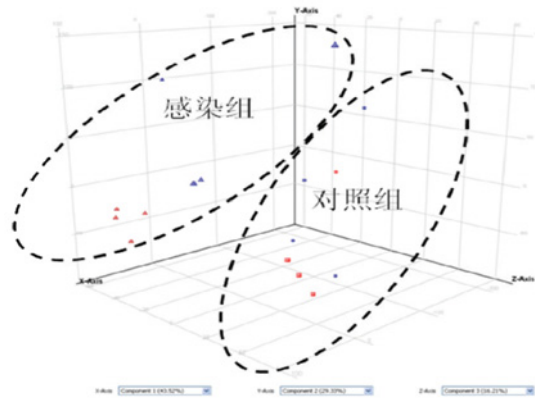 Y-Axis
感染组
对照组
X-Axis
Z-Axis
X-Axis Component 1 (43.52%) Y-Axis Component 2 (29.33%) Z-Axis Component 3 (16.21%)